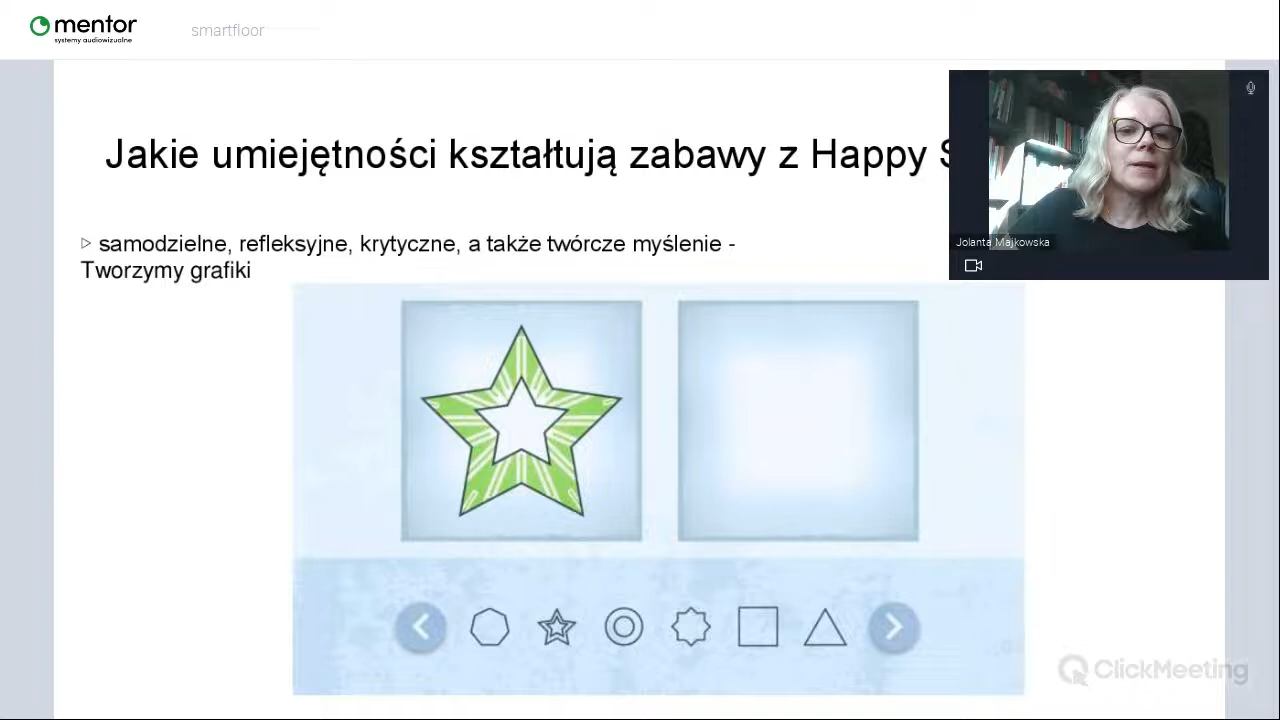 mentor
systemy audiowizualne
smartfloor
Jakie umiejętności kształtują zabawy z Happy
samodzielne, refleksyjne, krytyczne, a także twórcze myślenie -
Tworzymy grafiki
Jolanta Majkowska
ClickMeeting